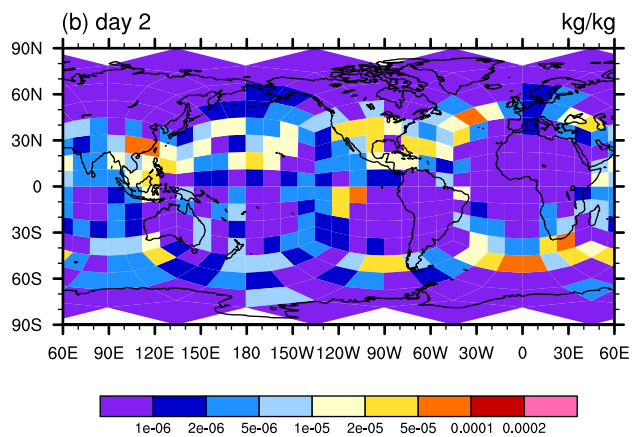 (b) day 2 kg/kg
90N
60N
30N
0
30S
60S
90S
60E 90E 120E 150E 180 150W 120W 90W 60W 30W 0 30E 60E
1e-06 2e-06 5e-06 1e-05 2e-05 5e-05 0.0001 0.0002